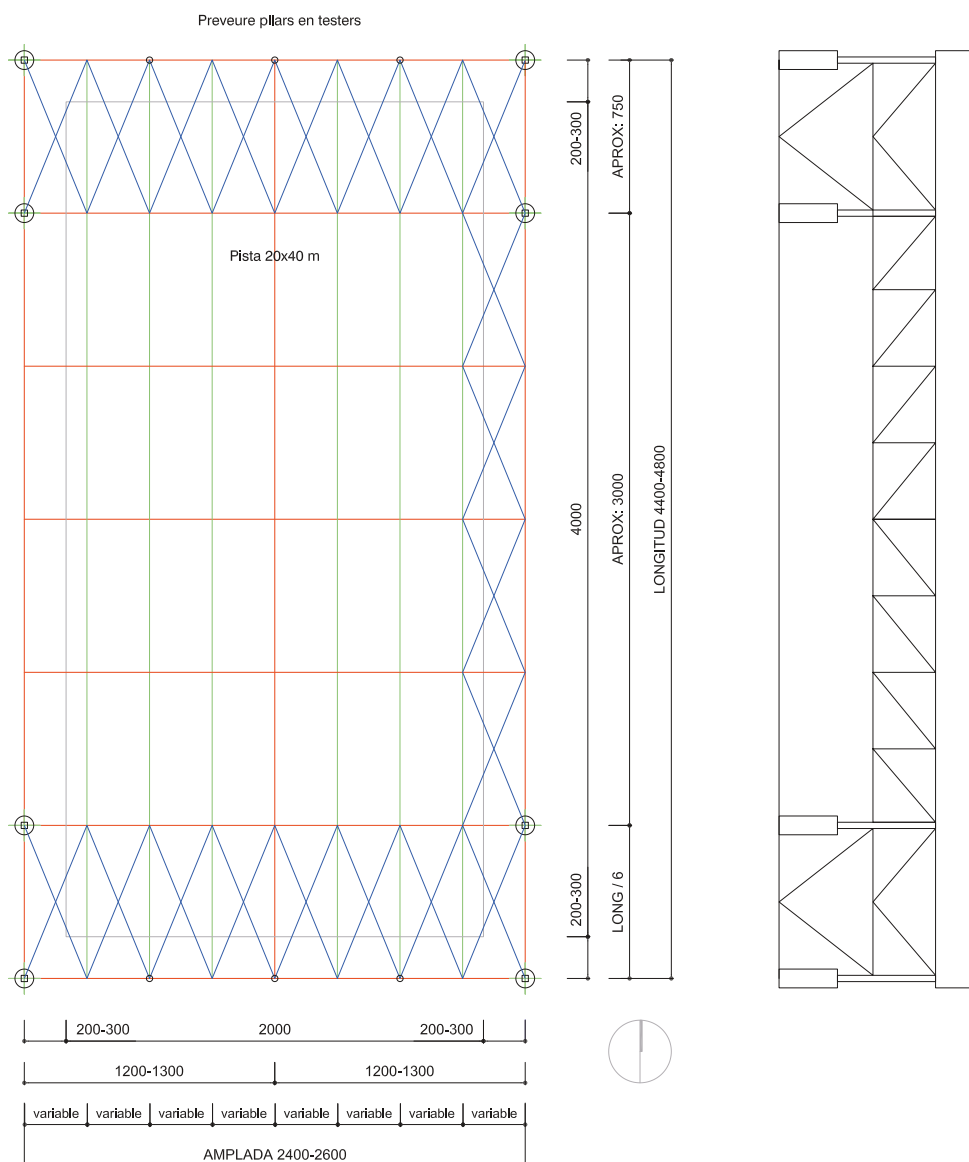 Preveure pilars en testers
Pista 20x40 m
200-300
4000
200-300
APROX: 750
APROX: 3000
LONG / 6
LONGITUD 4400-4800
200-300
2000
200-300
1200-1300
1200-1300
variable
variable
variable
variable
variable
variable
variable
variable
AMPLADA 2400-2600